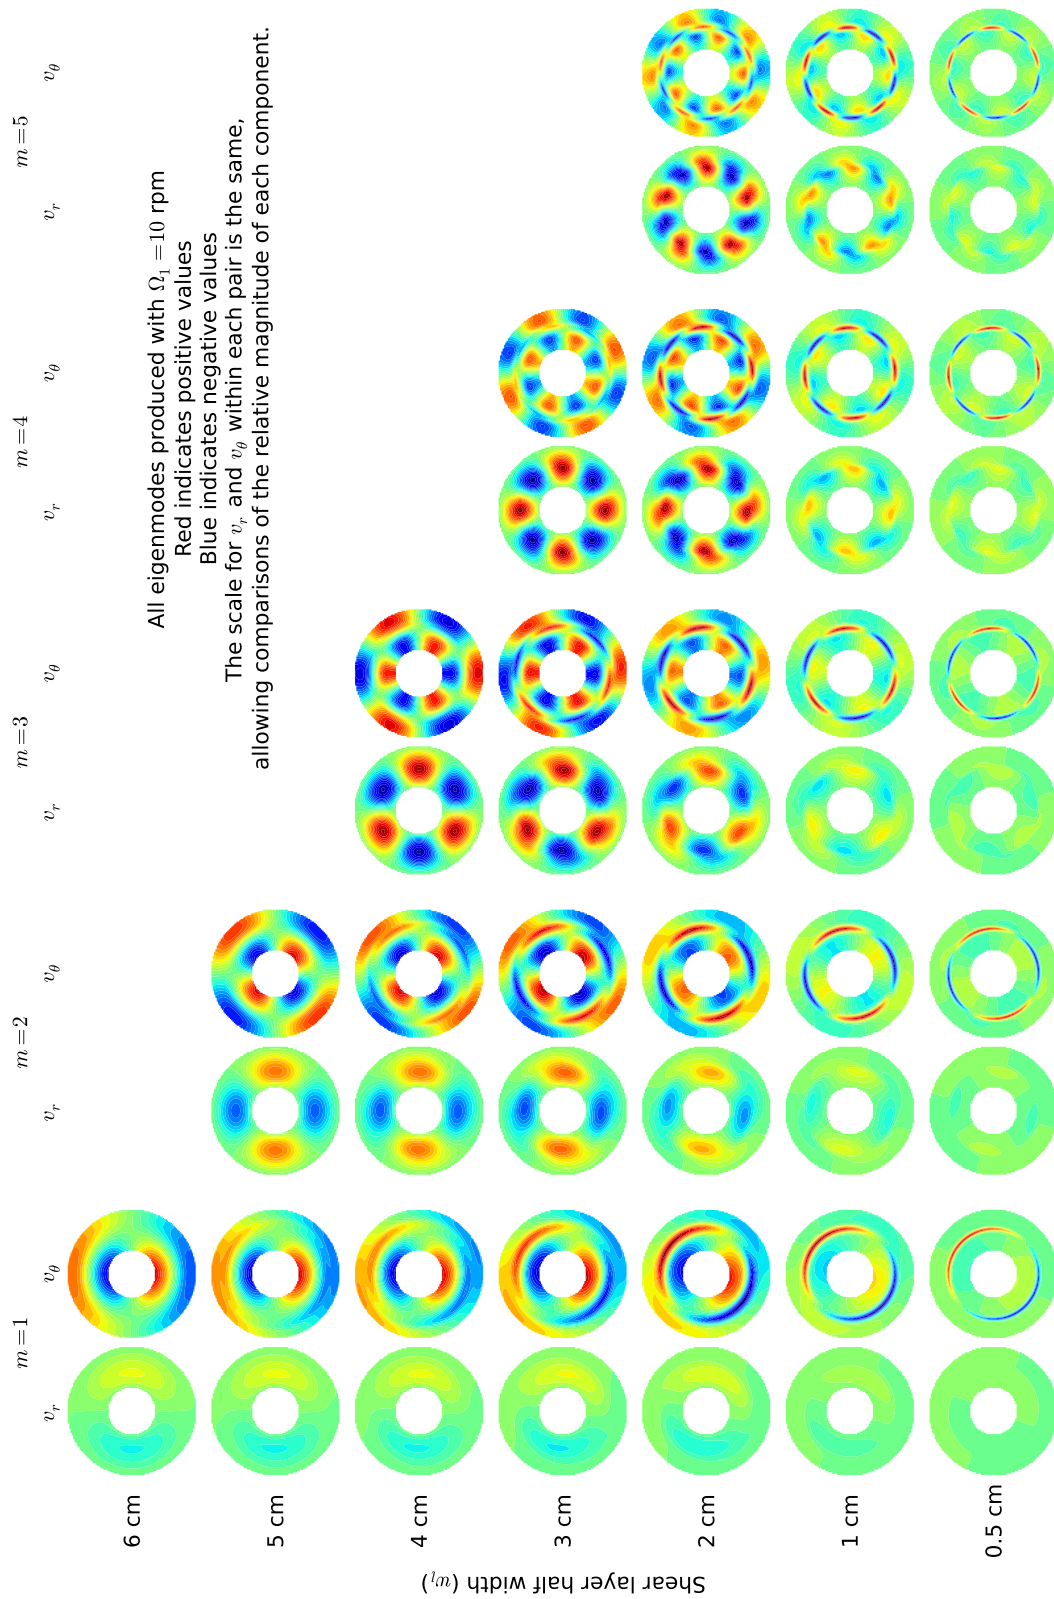 m = 1
m = 2
m = 3
m = 4
m = 5
v_r
v_θ
v_r
v_θ
v_r
v_θ
v_r
v_θ
v_r
v_θ
All eigenmodes produced with Ω₁ = 10 rpm
Red indicates positive values
Blue indicates negative values
The scale for v_r and v_θ within each pair is the same,
allowing comparisons of the relative magnitude of each component.
Shear layer half width (w_l)
6 cm
5 cm
4 cm
3 cm
2 cm
1 cm
0.5 cm